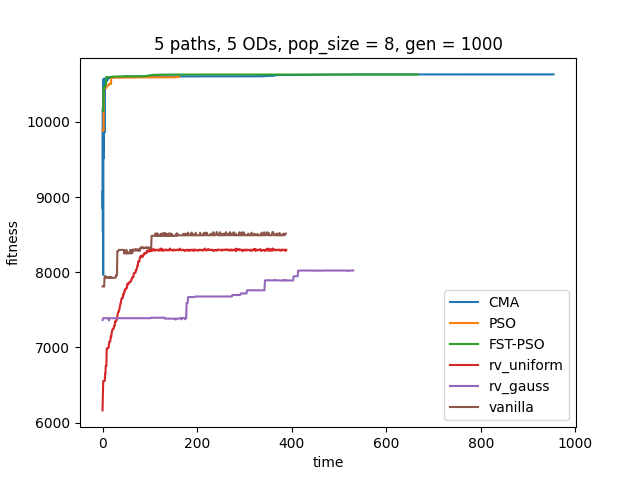 5 paths, 5 ODs, pop_size = 8, gen = 1000
fitness
10000
9000
8000
7000
6000
0
200
400
600
800
1000
time
CMA
PSO
FST-PSO
rv_uniform
rv_gauss
vanilla